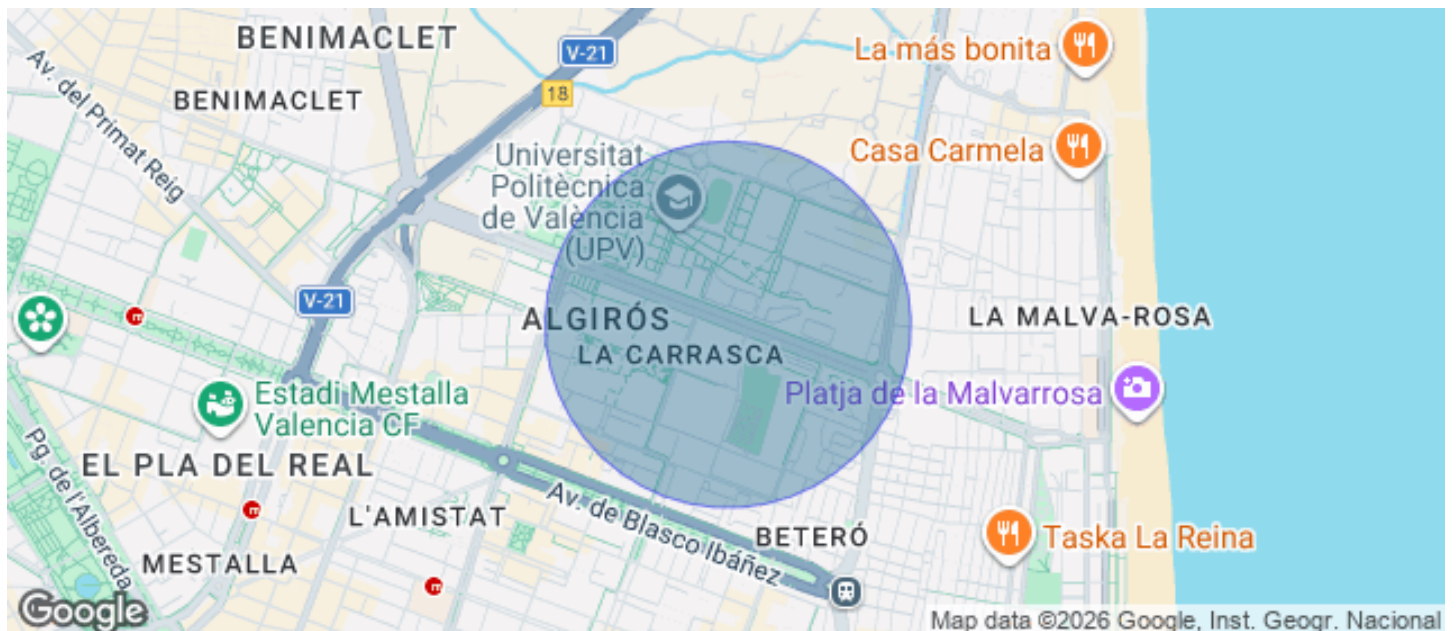 BENIMACLET
V-21
La más bonita
Av. del Primat Reig
BENIMACLET
18
Universitat
Politècnica
de València
(UPV)
Casa Carmela
V-21
ALGIRÓS
LA CARRASCA
LA MALVA-ROSA
Estadi Mestalla
Valencia CF
Platja de la Malvarrosa
Pg. de l'Albereda
EL PLA DEL REAL
L'AMISTAT
Av. de Blasco Ibáñez
BETERÓ
Taska La Reina
MESTALLA
Google
Map data ©2026 Google, Inst. Geogr. Nacional